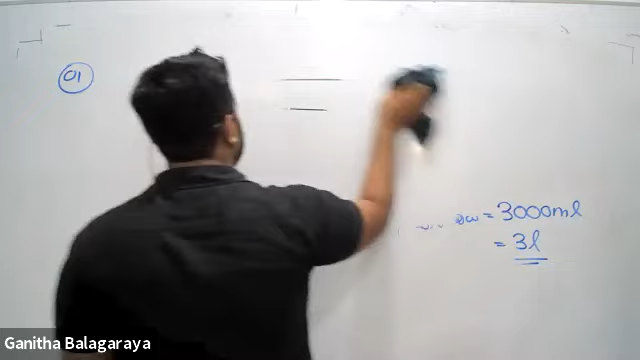 01
= 3000ml
= 3l
Ganitha Balagaraya